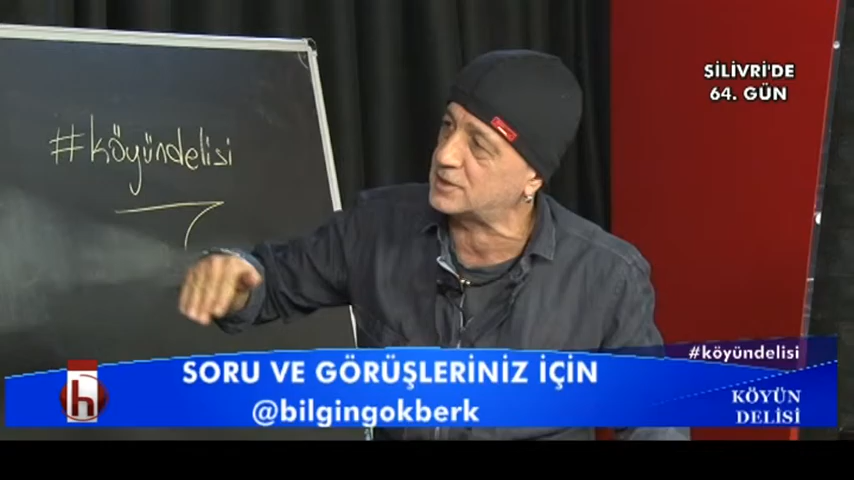 SİLİVRİ'DE
64. GÜN
#köyündelisi
#köyündelisi
SORU VE GÖRÜŞLERİNİZ İÇİN
@bilgingokberk
KÖYÜN
DELİSİ
h